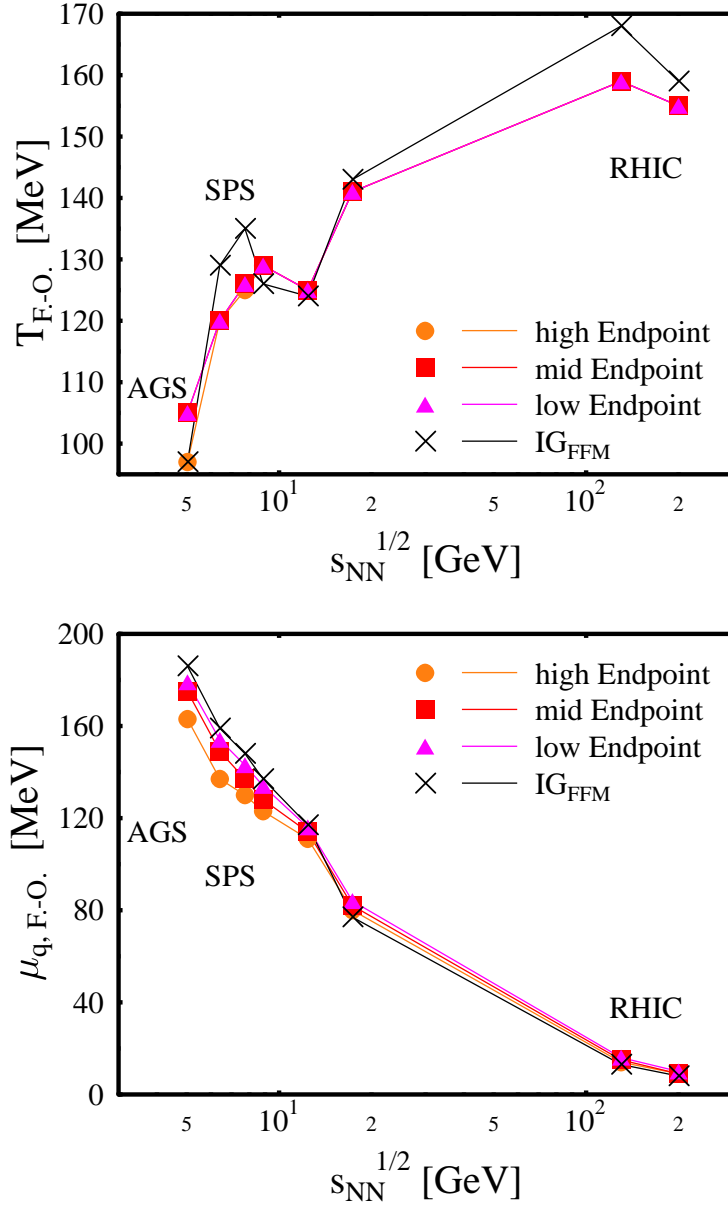 170
160
150
140
130
120
110
100
T_F.-O. [MeV]
SPS
RHIC
AGS
high Endpoint
mid Endpoint
low Endpoint
IG_FFM
5 10^1 2 5 10^2 2
s_NN^1/2 [GeV]
200
160
120
80
40
0
μ_q, F.-O. [MeV]
high Endpoint
mid Endpoint
low Endpoint
IG_FFM
AGS
SPS
RHIC
5 10^1 2 5 10^2 2
s_NN^1/2 [GeV]